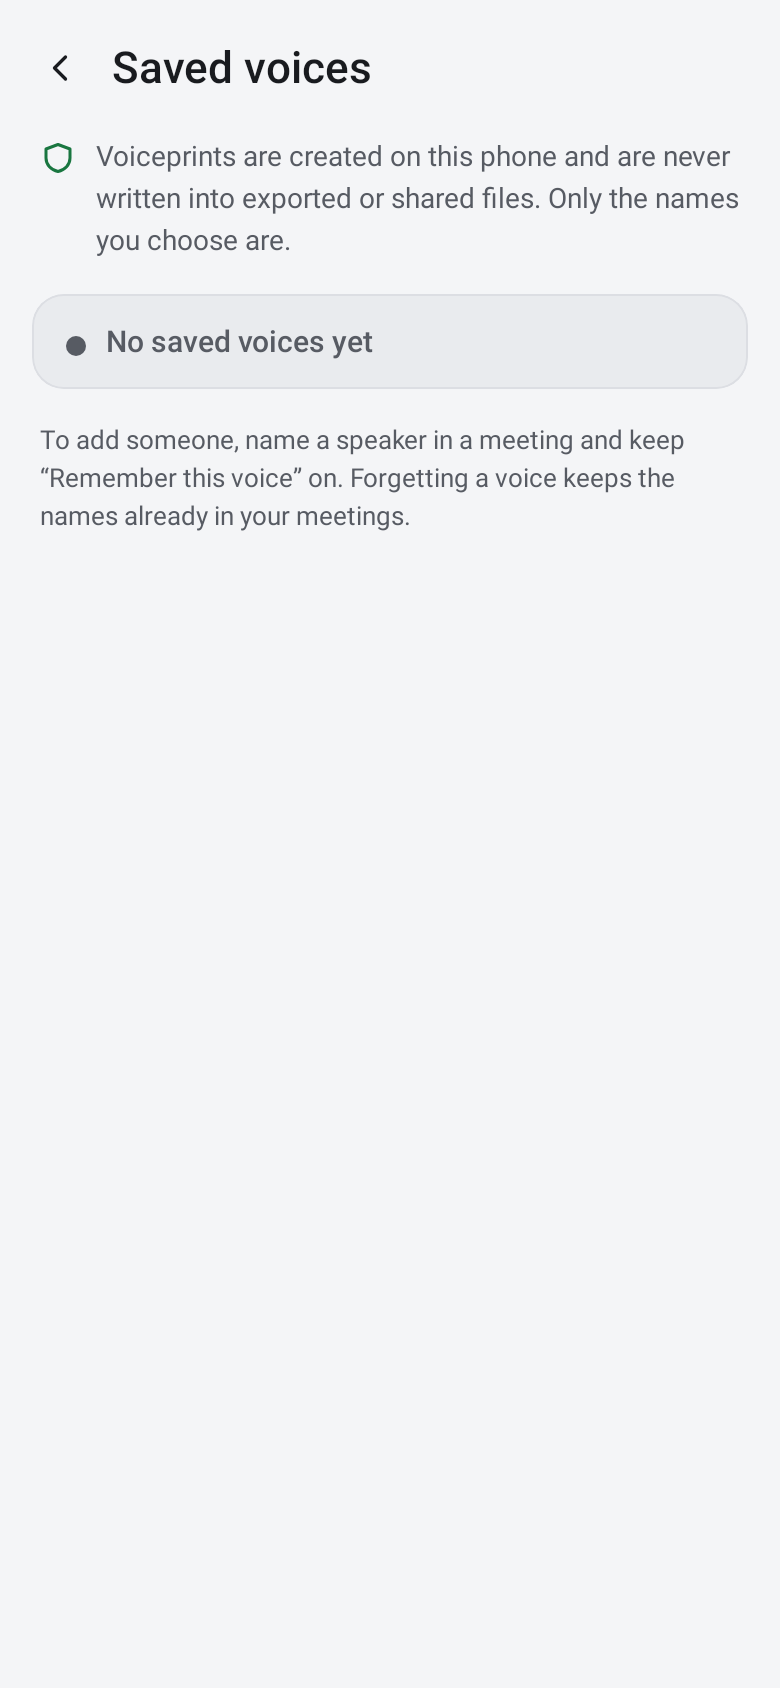 Saved voices
Voiceprints are created on this phone and are never
written into exported or shared files. Only the names
you choose are.
No saved voices yet
To add someone, name a speaker in a meeting and keep
“Remember this voice” on. Forgetting a voice keeps the
names already in your meetings.